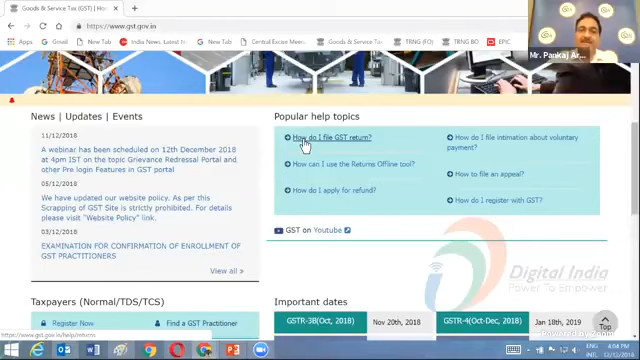 Goods & Service Tax (GST) | Ho
https://www.gst.gov.in
Apps
M Gmail
New Tab
India News, Latest N
New Tab
Central Excise Merc
Goods & Service Tax
TRNG (FO)
TRNG BO
EPIC
Mr. Pankaj Ar...
News | Updates | Events
11/12/2018
A webinar has been scheduled on 12th December 2018
at 4pm IST on the topic Grievance Redressal Portal and
other Pre login Features in GST portal
05/12/2018
We have updated our website policy. As per this
Scrapping of GST Site is strictly prohibited. For details
please visit "Website Policy" link.
03/12/2018
EXAMINATION FOR CONFIRMATION OF ENROLLMENT OF
GST PRACTITIONERS
View all »
Popular help topics
How do I file GST return?
How can I use the Returns Offline tool?
How do I apply for refund?
How do I file intimation about voluntary
payment?
How to file an appeal?
How do I register with GST?
GST on Youtube
Digital India
Power To Empower
Taxpayers (Normal/TDS/TCS)
Register Now
Find a GST Practitioner
Important dates
GSTR-3B(Oct, 2018)
Nov 20th, 2018
GSTR-4(Oct-Dec, 2018)
Jan 18th, 2019
Top
Powered by Zoom
https://www.gst.gov.in/help/returns
ENG
INTL
4:04 PM
12/12/2018